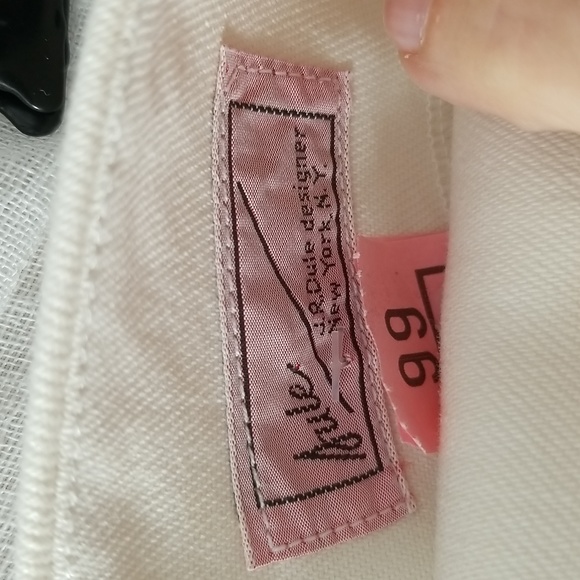 Dule
J.R.Dule designer
New York, N.Y.
99